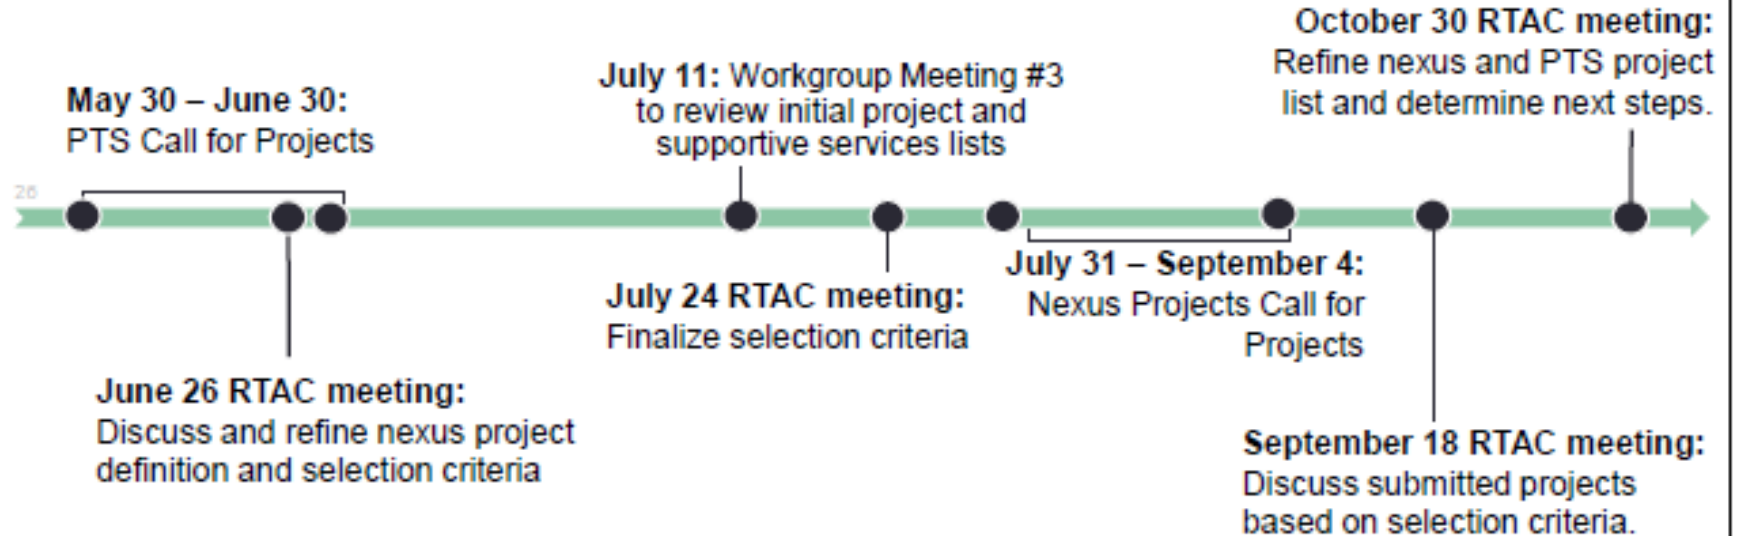 October 30 RTAC meeting:
Refine nexus and PTS project
list and determine next steps.
July 11: Workgroup Meeting #3
to review initial project and
supportive services lists
May 30 – June 30:
PTS Call for Projects
26
July 31 – September 4:
Nexus Projects Call for
Projects
July 24 RTAC meeting:
Finalize selection criteria
June 26 RTAC meeting:
Discuss and refine nexus project
definition and selection criteria
September 18 RTAC meeting:
Discuss submitted projects
based on selection criteria.